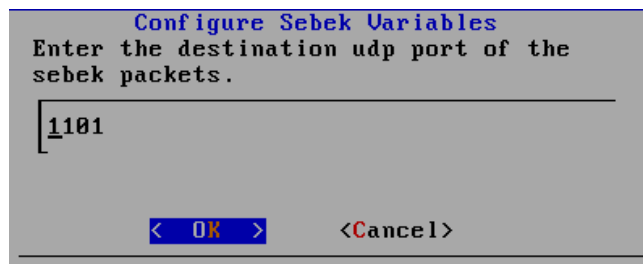 Configure Sebek Variables
Enter the destination udp port of the
sebek packets.
1101
< OK > <Cancel>